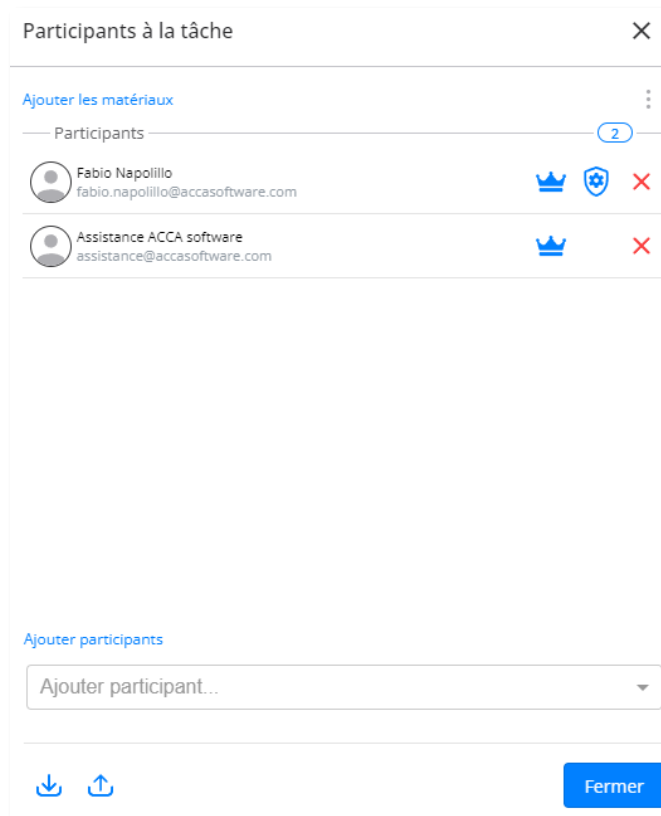 Participants à la tâche
Ajouter les matériaux
Participants
2
Fabio Napolillo
fabio.napolillo@accasoftware.com
Assistance ACCA software
assistance@accasoftware.com
Ajouter participants
Ajouter participant...
Fermer